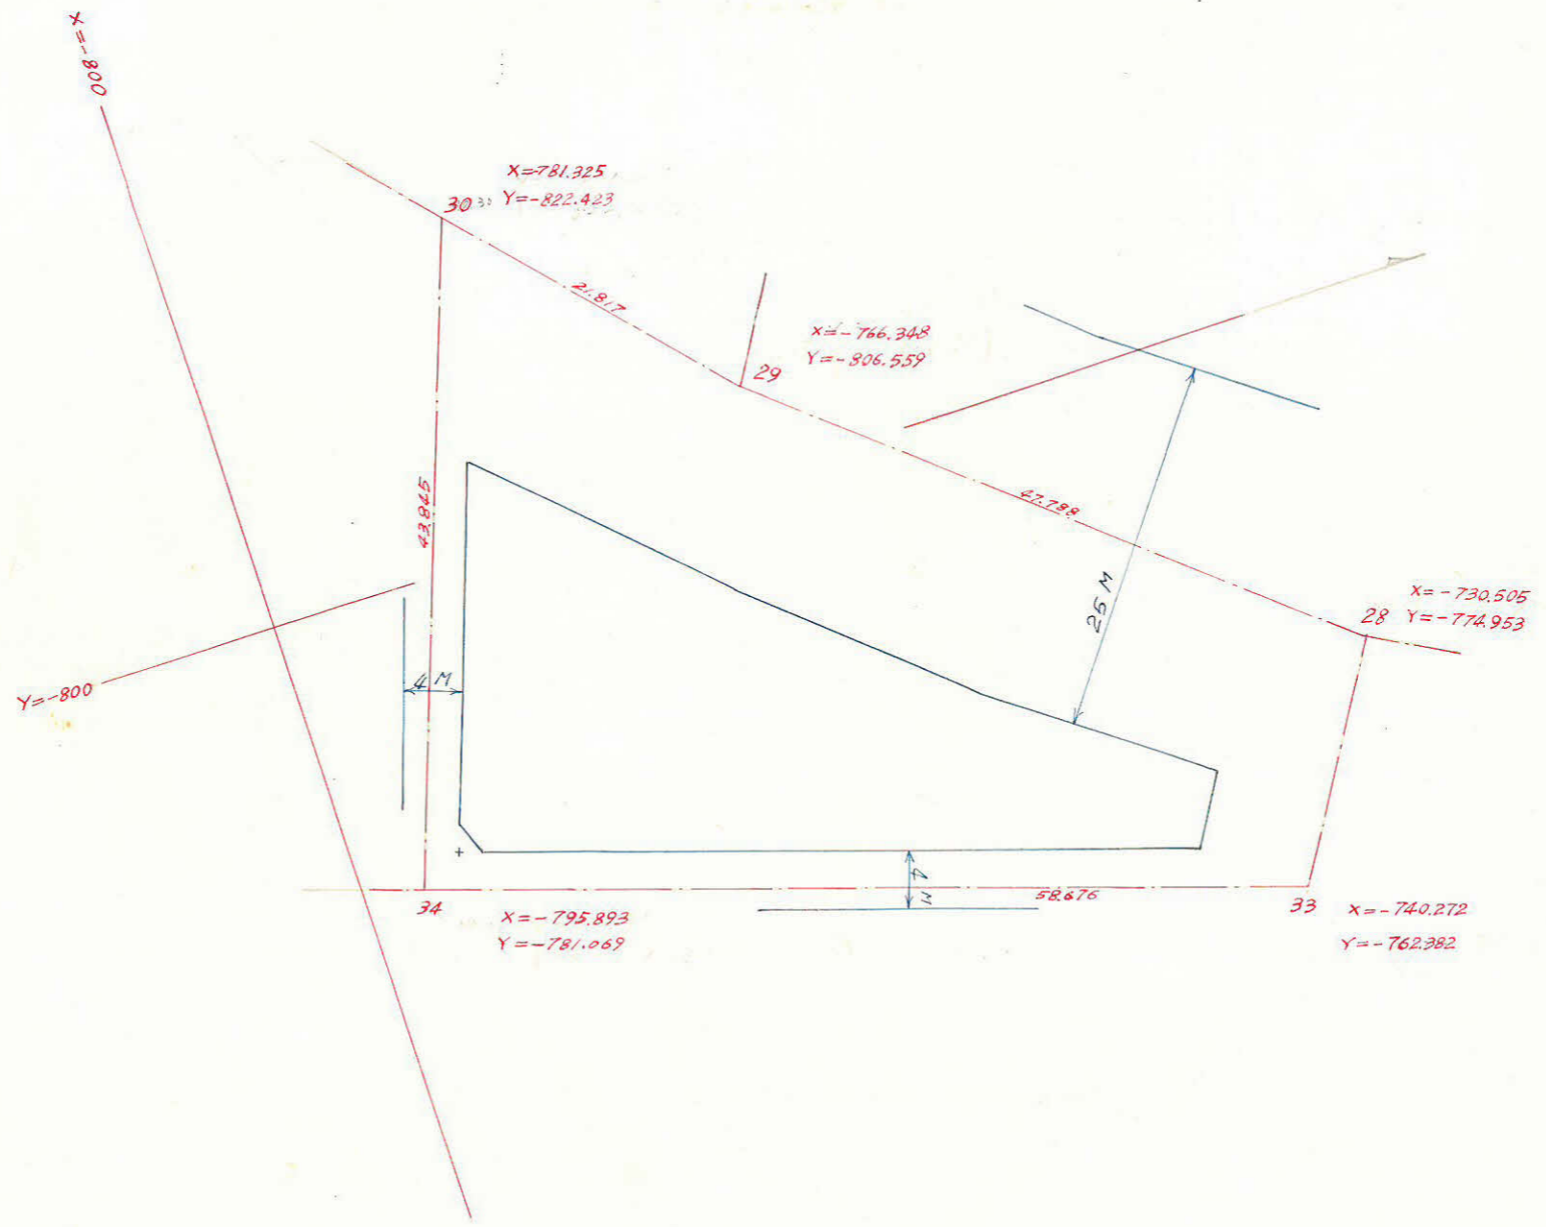 X=-800
X=-781.325
30 30 Y=-822.423
21.817
X=-766.348
Y=-806.559
29
47.788
43.845
25 M
X=-730.505
28 Y=-774.953
4 M
Y=-800
4 M
58.676
34
X=-795.893
Y=-781.069
33
X=-740.272
Y=-762.382